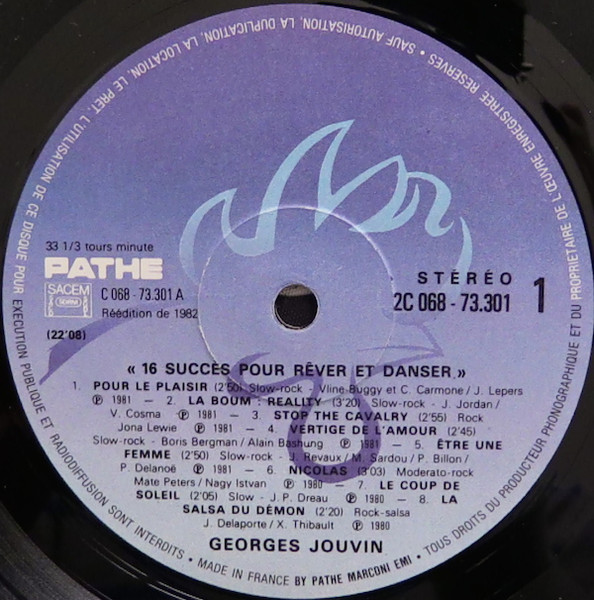 SAUF AUTORISATION, LA DUPLICATION, LA LOCATION, LE PRET, L'UTILISATION DE CE DISQUE POUR EXECUTION PUBLIQUE ET RADIODIFFUSION SONT INTERDITS • MADE IN FRANCE BY PATHE MARCONI EMI • TOUS DROITS DU PRODUCTEUR PHONOGRAPHIQUE ET DU PROPRIETAIRE DE L'ŒUVRE ENREGISTREE RESERVES •
33 1/3 tours minute
PATHE
STÉRÉO
SACEM
C 068 - 73.301 A
2C 068 - 73.301
1
Réédition de 1982
(22'08)
« 16 SUCCÈS POUR RÊVER ET DANSER »
1. POUR LE PLAISIR (2'50) Slow-rock - Vline Buggy et C. Carmone / J. Lepers
℗ 1981 — 2. LA BOUM : REALITY (3'20) Slow-rock - J. Jordan /
V. Cosma ℗ 1981 — 3. STOP THE CAVALRY (2'55) Rock
Jona Lewie ℗ 1981 — 4. VERTIGE DE L'AMOUR (2'45)
Slow-rock - Boris Bergman / Alain Bashung ℗ 1981 — 5. ÊTRE UNE
FEMME (2'50) Slow-rock - J. Revaux / M. Sardou / P. Billon /
P. Delanoë ℗ 1981 — 6. NICOLAS (3'03) Moderato-rock
Mate Peters / Nagy Istvan ℗ 1980 — 7. LE COUP DE
SOLEIL (2'05) Slow - J.P. Dreau ℗ 1980 — 8. LA
SALSA DU DÉMON (2'20) Rock-salsa
J. Delaporte / X. Thibault ℗ 1980
GEORGES JOUVIN